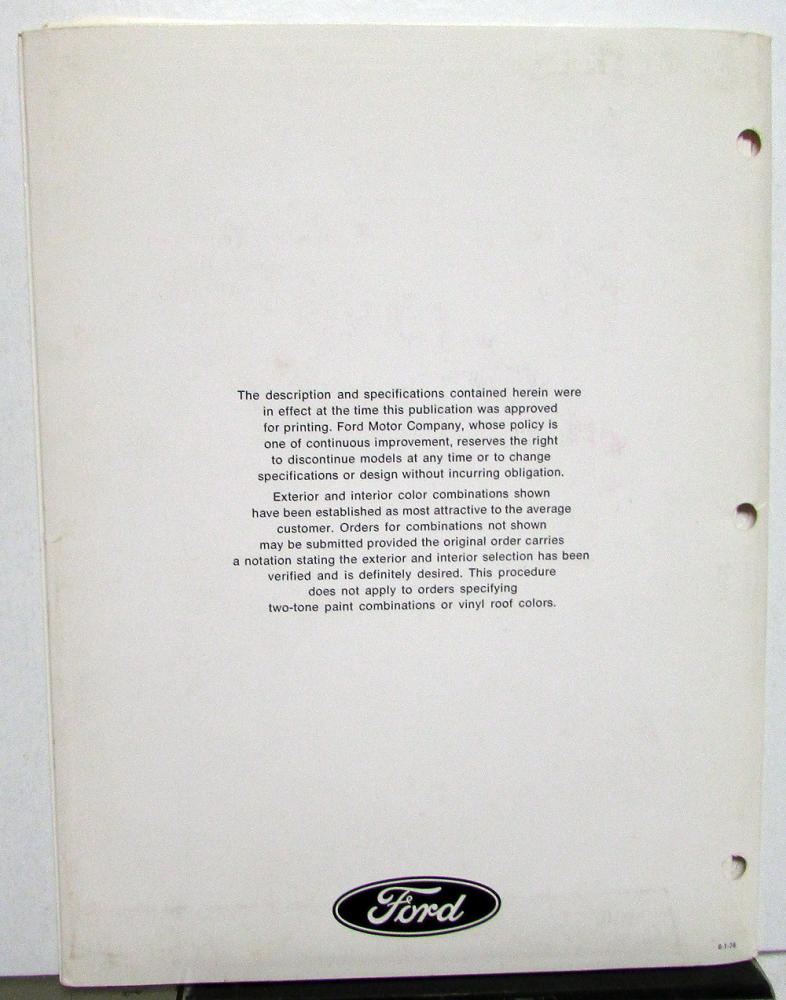 The description and specifications contained herein were
in effect at the time this publication was approved
for printing. Ford Motor Company, whose policy is
one of continuous improvement, reserves the right
to discontinue models at any time or to change
specifications or design without incurring obligation.
Exterior and interior color combinations shown
have been established as most attractive to the average
customer. Orders for combinations not shown
may be submitted provided the original order carries
a notation stating the exterior and interior selection has been
verified and is definitely desired. This procedure
does not apply to orders specifying
two-tone paint combinations or vinyl roof colors.
Ford